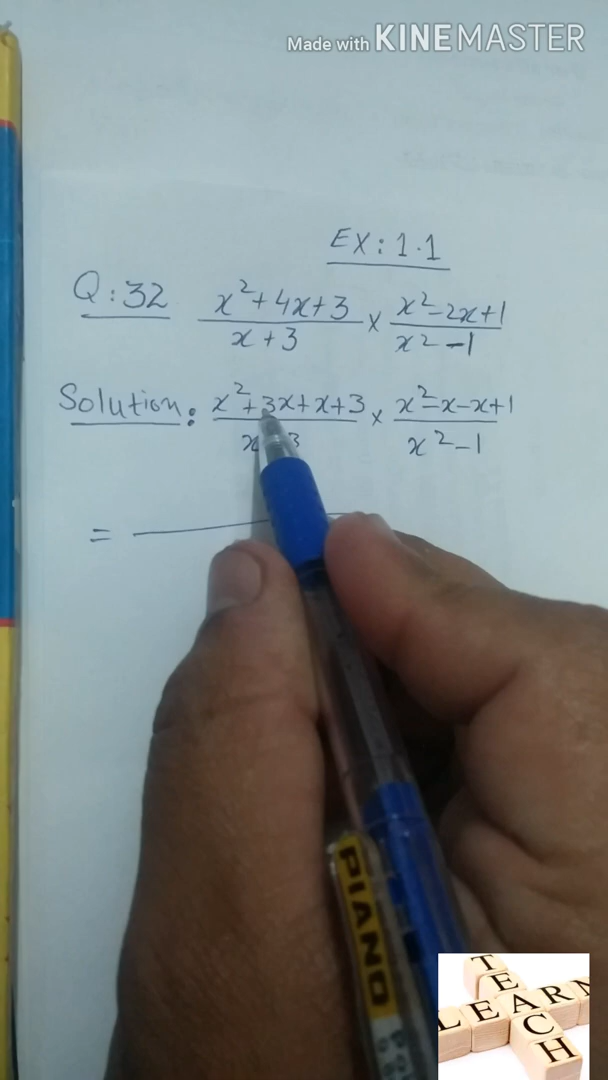 Made with KINEMASTER
EX: 1.1
Q:32 x²+4x+3 / x+3 × x²-2x+1 / x²-1
Solution: x²+3x+x+3 / x 3 × x²-x-x+1 / x²-1
=
PIANO
TEACH
LEARN